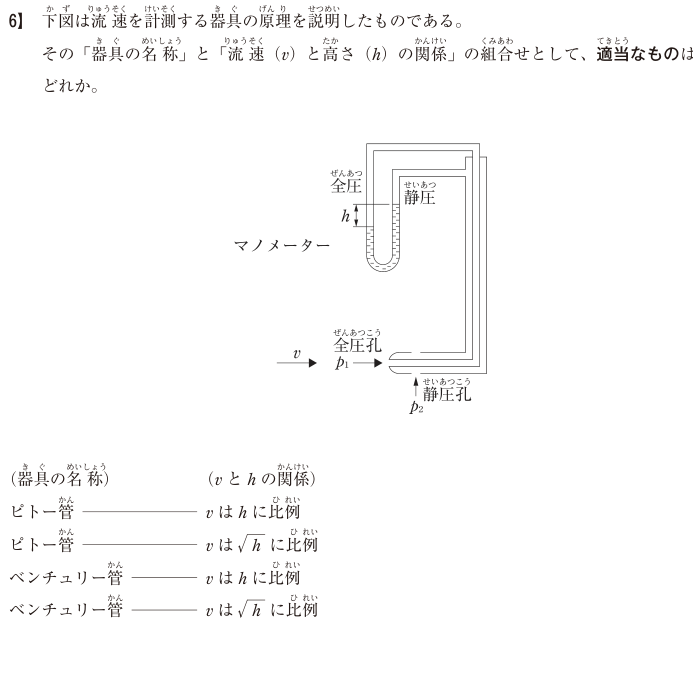 6】 下図は流速を計測する器具の原理を説明したものである。
その「器具の名称」と「流速（v）と高さ（h）の関係」の組合せとして、適当なものは
どれか。
全圧
静圧
h
マノメーター
全圧孔
v
p₁
静圧孔
p₂
（器具の名称） （v と h の関係）
ピトー管 ――――― v は h に比例
ピトー管 ――――― v は √h に比例
ベンチュリー管 ――― v は h に比例
ベンチュリー管 ――― v は √h に比例